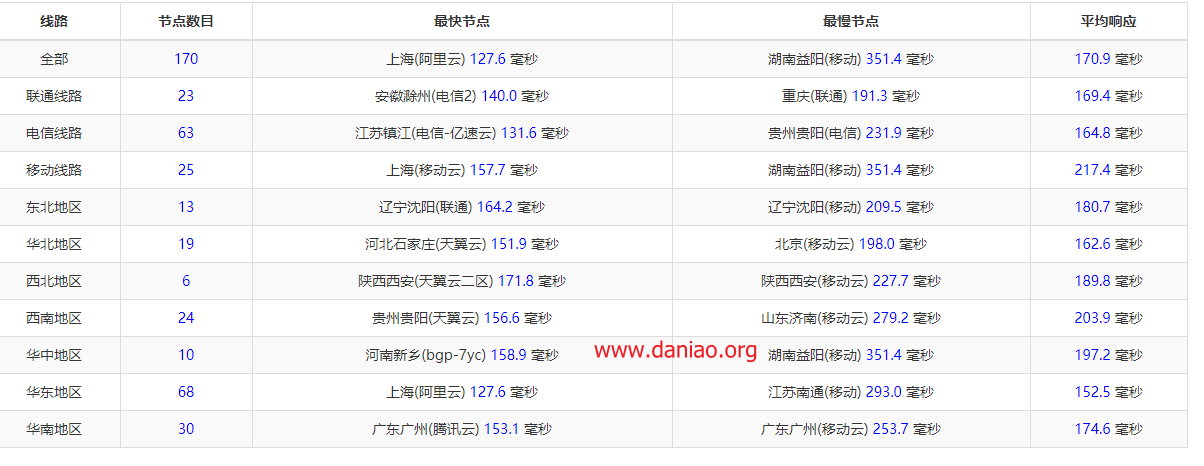 线路 节点数目 最快节点 最慢节点 平均响应
全部 170 上海(阿里云) 127.6 毫秒 湖南益阳(移动) 351.4 毫秒 170.9 毫秒
联通线路 23 安徽滁州(电信2) 140.0 毫秒 重庆(联通) 191.3 毫秒 169.4 毫秒
电信线路 63 江苏镇江(电信-亿速云) 131.6 毫秒 贵州贵阳(电信) 231.9 毫秒 164.8 毫秒
移动线路 25 上海(移动云) 157.7 毫秒 湖南益阳(移动) 351.4 毫秒 217.4 毫秒
东北地区 13 辽宁沈阳(联通) 164.2 毫秒 辽宁沈阳(移动) 209.5 毫秒 180.7 毫秒
华北地区 19 河北石家庄(天翼云) 151.9 毫秒 北京(移动云) 198.0 毫秒 162.6 毫秒
西北地区 6 陕西西安(天翼云二区) 171.8 毫秒 陕西西安(移动云) 227.7 毫秒 189.8 毫秒
西南地区 24 贵州贵阳(天翼云) 156.6 毫秒 山东济南(移动云) 279.2 毫秒 203.9 毫秒
华中地区 10 河南新乡(bgp-7yc) 158.9 毫秒 www.daniao.org 湖南益阳(移动) 351.4 毫秒 197.2 毫秒
华东地区 68 上海(阿里云) 127.6 毫秒 江苏南通(移动) 293.0 毫秒 152.5 毫秒
华南地区 30 广东广州(腾讯云) 153.1 毫秒 广东广州(移动云) 253.7 毫秒 174.6 毫秒